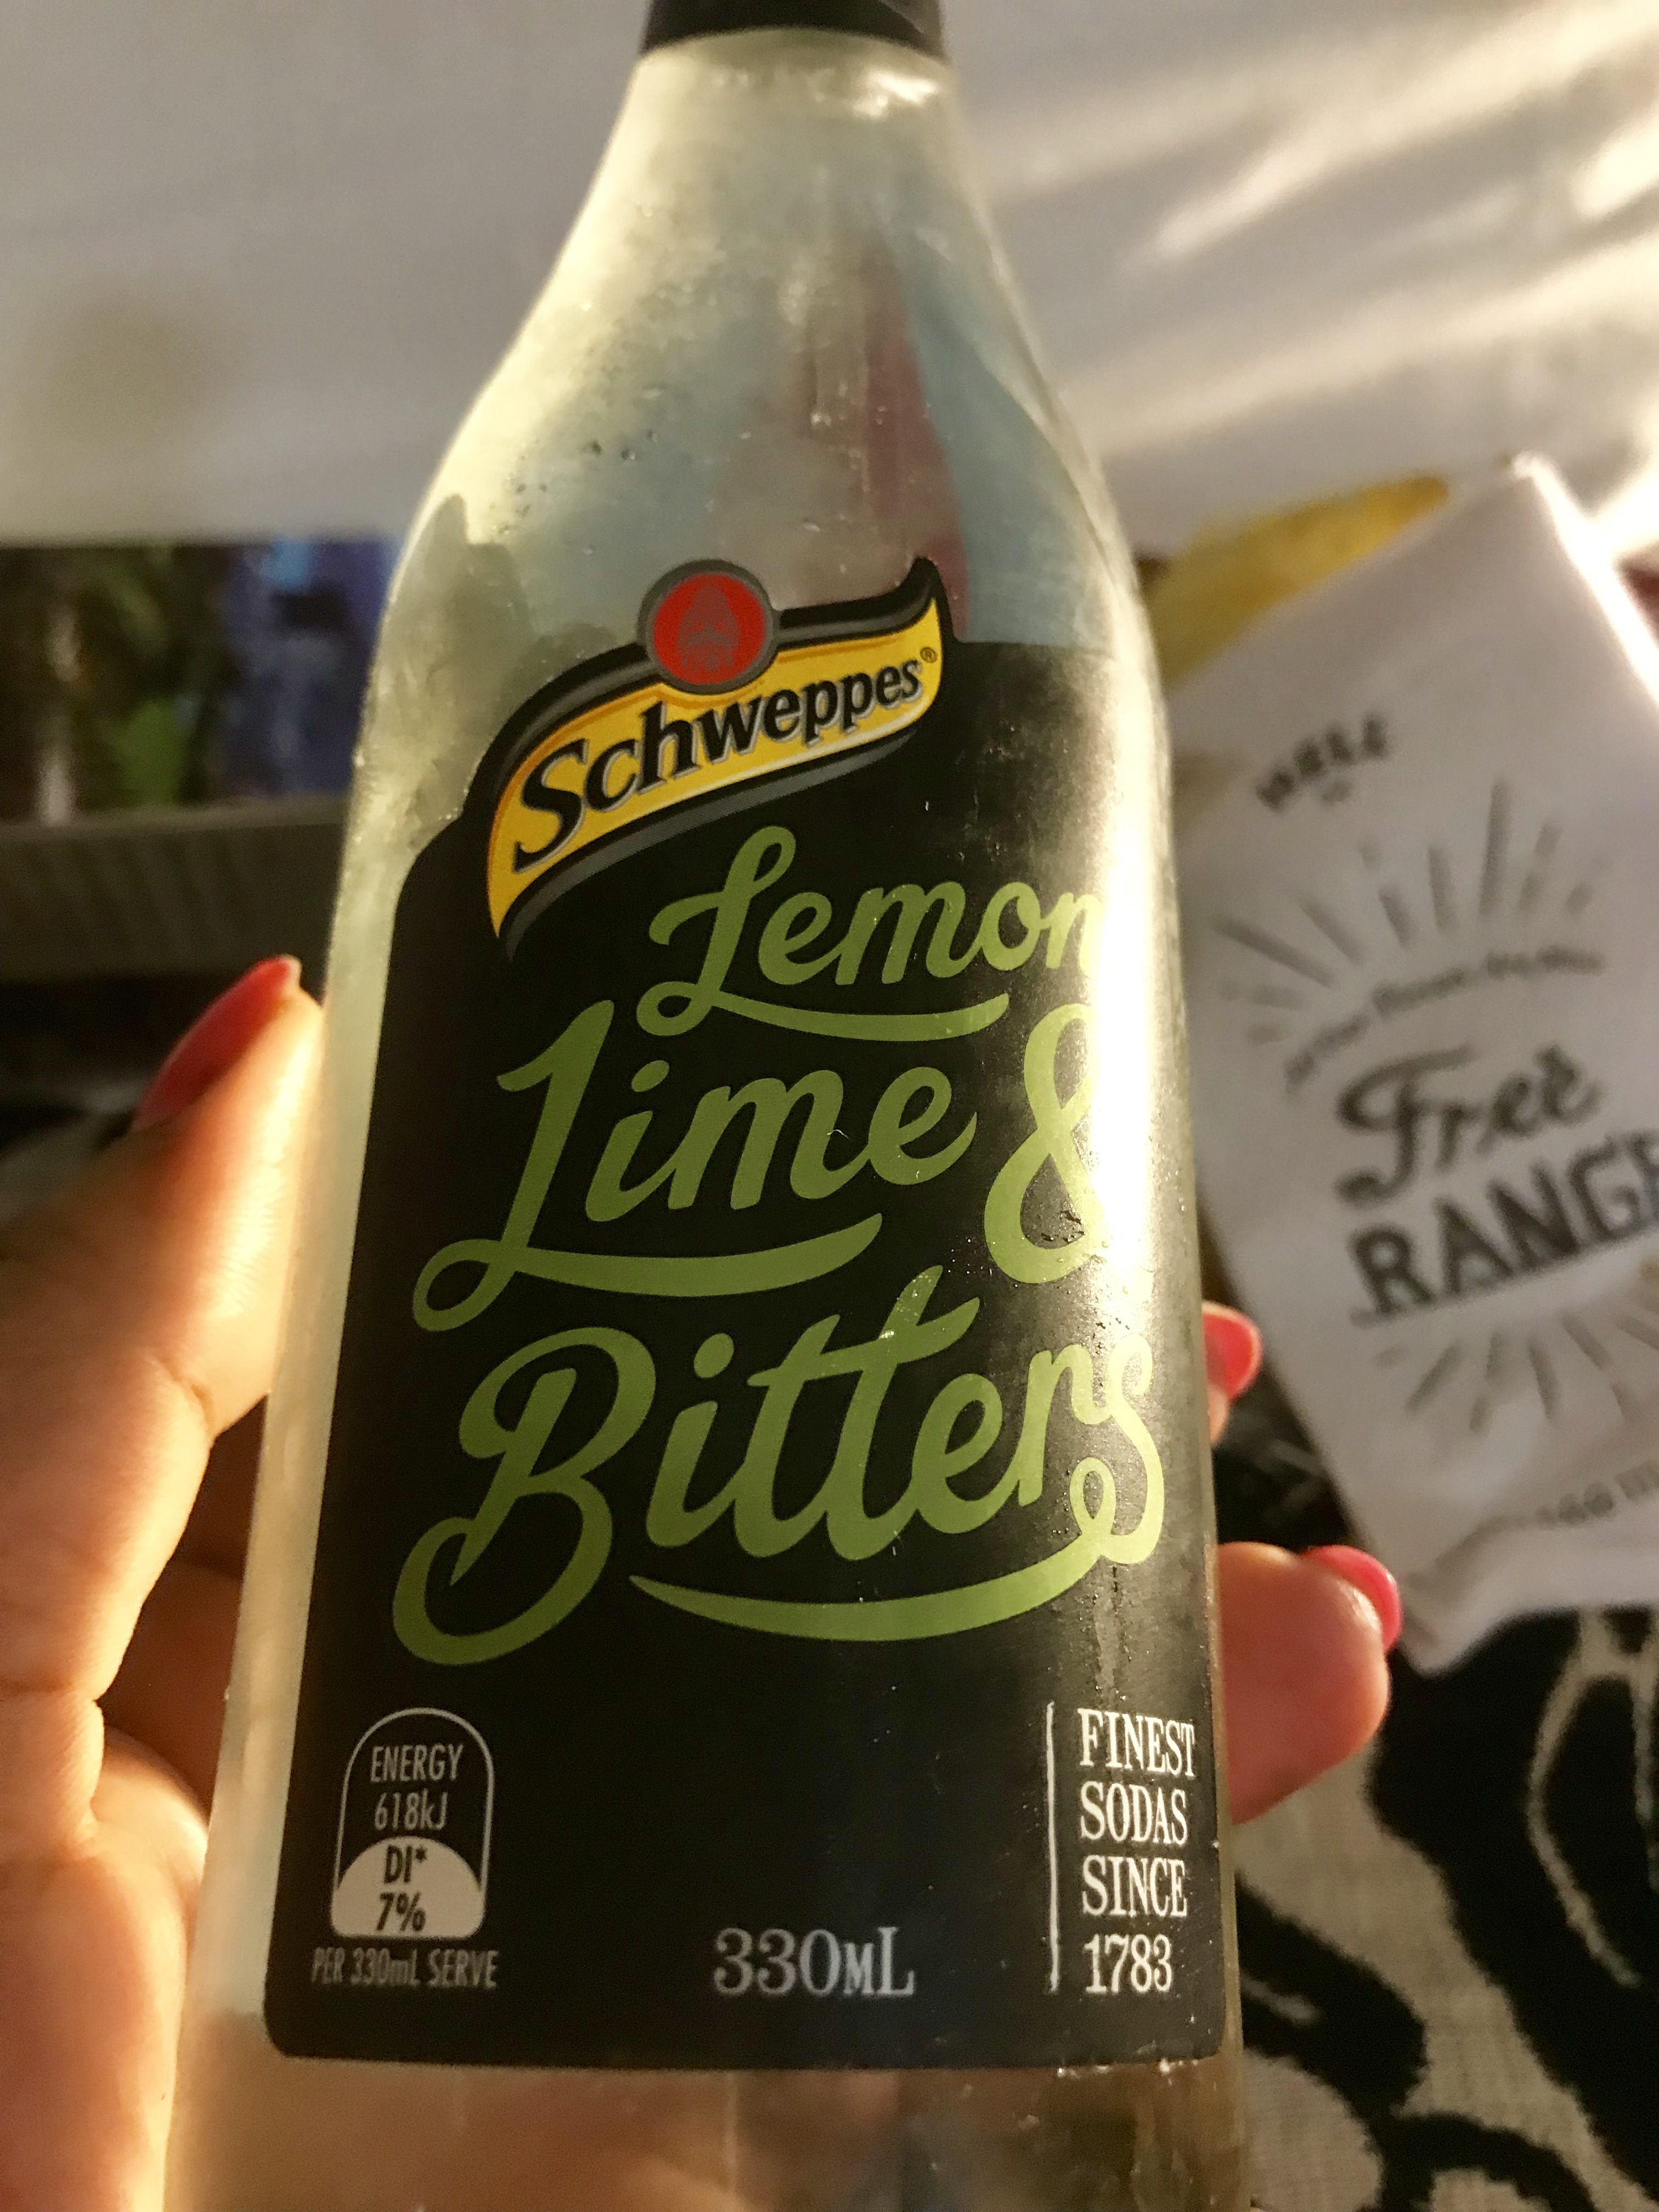 Schweppes®
Lemon
Lime &
Bitters
ENERGY
618kJ
DI*
7%
PER 330mL SERVE
330ML
FINEST
SODAS
SINCE
1783
Free
RANGE